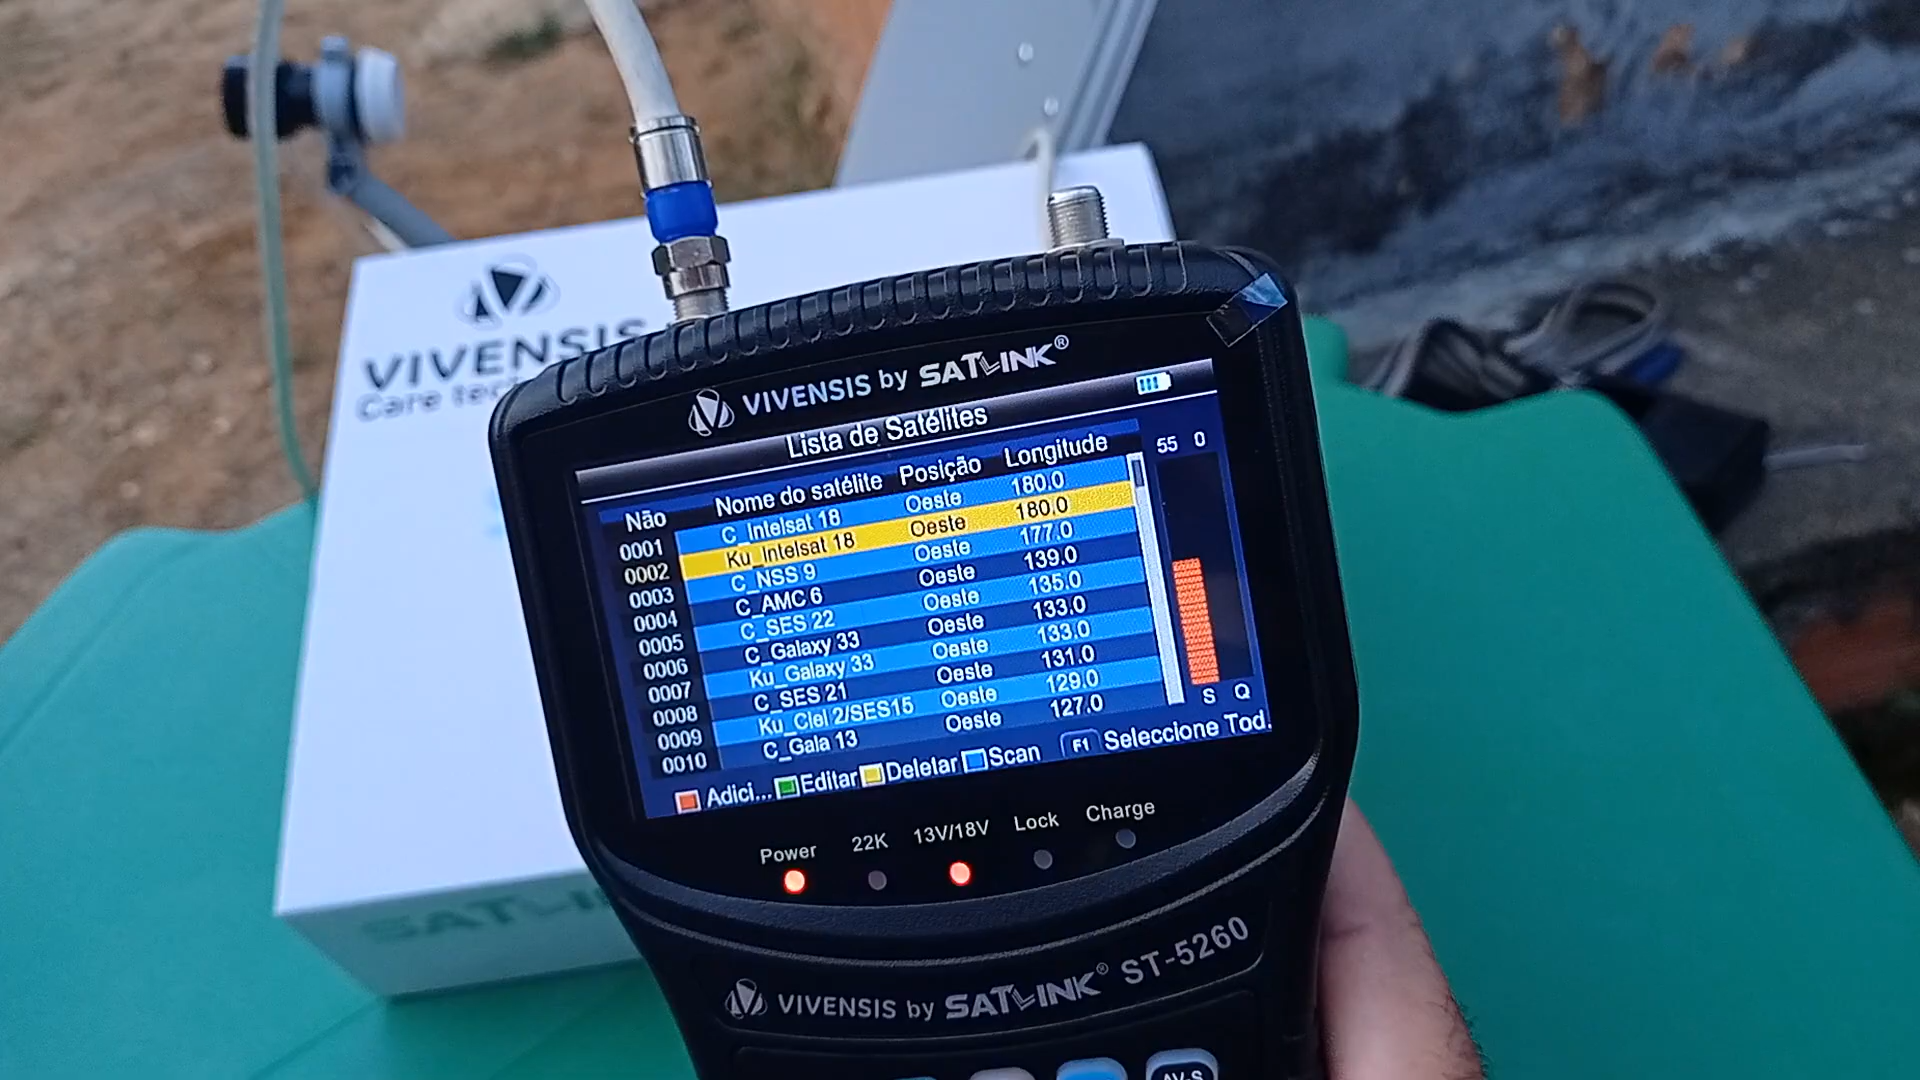 VIVENSIS
Care tec
VIVENSIS by SATLINK®
Lista de Satélites
Não Nome do satélite Posição Longitude 55 0
0001 C_Intelsat 18 Oeste 180.0
0002 Ku_Intelsat 18 Oeste 180.0
0003 C_NSS 9 Oeste 177.0
0004 C_AMC 6 Oeste 139.0
0005 C_SES 22 Oeste 135.0
0006 C_Galaxy 33 Oeste 133.0
0007 Ku_Galaxy 33 Oeste 133.0
0008 C_SES 21 Oeste 131.0
0009 Ku_Ciel 2/SES15 Oeste 129.0
0010 C_Gala 13 Oeste 127.0
S Q
Adici... Editar Deletar Scan F1 Seleccione Tod.
Power 22K 13V/18V Lock Charge
SATLINK
VIVENSIS by SATLINK® ST-5260
AV-S